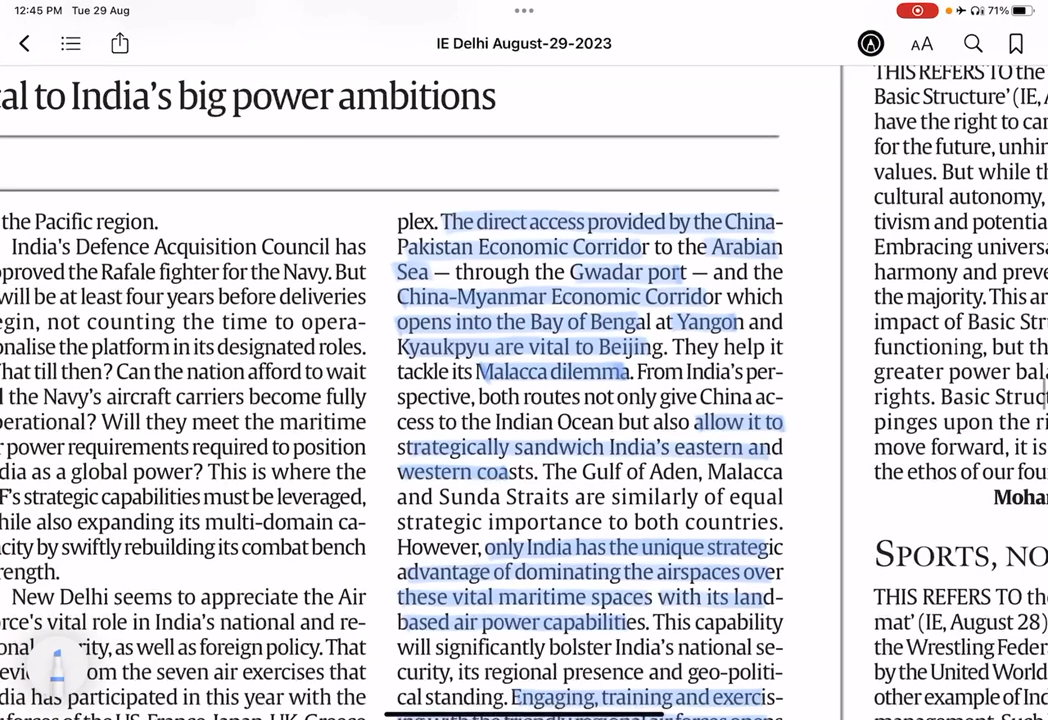 12:45 PM Tue 29 Aug
71%
AA
IE Delhi August-29-2023
al to India's big power ambitions
the Pacific region.
India's Defence Acquisition Council has
proved the Rafale fighter for the Navy. But
will be at least four years before deliveries
egin, not counting the time to opera-
onalise the platform in its designated roles.
hat till then? Can the nation afford to wait
l the Navy's aircraft carriers become fully
perational? Will they meet the maritime
r power requirements required to position
dia as a global power? This is where the
F's strategic capabilities must be leveraged,
hile also expanding its multi-domain ca-
city by swiftly rebuilding its combat bench
rength.
New Delhi seems to appreciate the Air
orce's vital role in India's national and re-
rity, as well as foreign policy. That
om the seven air exercises that
dia has participated in this year with the
plex. The direct access provided by the China-
Pakistan Economic Corridor to the Arabian
Sea — through the Gwadar port — and the
China-Myanmar Economic Corridor which
opens into the Bay of Bengal at Yangon and
Kyaukpyu are vital to Beijing. They help it
tackle its Malacca dilemma. From India's per-
spective, both routes not only give China ac-
cess to the Indian Ocean but also allow it to
strategically sandwich India's eastern and
western coasts. The Gulf of Aden, Malacca
and Sunda Straits are similarly of equal
strategic importance to both countries.
However, only India has the unique strategic
advantage of dominating the airspaces over
these vital maritime spaces with its land-
based air power capabilities. This capability
will significantly bolster India's national se-
curity, its regional presence and geo-politi-
cal standing. Engaging, training and exercis-
THIS REFERS TO the
Basic Structure' (IE, A
have the right to car
for the future, unhin
values. But while th
cultural autonomy,
tivism and potentia
Embracing universa
harmony and preve
the majority. This ar
impact of Basic Str
functioning, but th
greater power bala
rights. Basic Struct
pinges upon the ri
move forward, it is
the ethos of our fou
Mohar
SPORTS, NO
THIS REFERS TO the
mat' (IE, August 28)
the Wrestling Feder
by the United World
other example of Ind